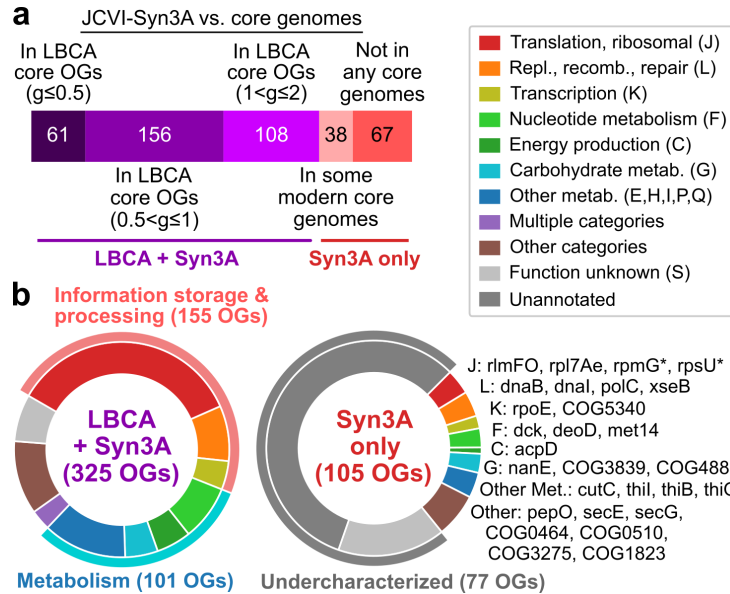 a
JCVI-Syn3A vs. core genomes
In LBCA
core OGs
(g≤0.5)
In LBCA
core OGs
(1<g≤2)
Not in
any core
genomes
61
156
108
38
67
In LBCA
core OGs
(0.5<g≤1)
In some
modern core
genomes
LBCA + Syn3A
Syn3A only
Translation, ribosomal (J)
Repl., recomb., repair (L)
Transcription (K)
Nucleotide metabolism (F)
Energy production (C)
Carbohydrate metab. (G)
Other metab. (E,H,I,P,Q)
Multiple categories
Other categories
Function unknown (S)
Unannotated
b
Information storage &
processing (155 OGs)
LBCA
+ Syn3A
(325 OGs)
Metabolism (101 OGs)
Syn3A
only
(105 OGs)
Undercharacterized (77 OGs)
J: rlmFO, rpl7Ae, rpmG*, rpsU*
L: dnaB, dnaI, polC, xseB
K: rpoE, COG5340
F: dck, deoD, met14
C: acpD
G: nanE, COG3839, COG488
Other Met.: cutC, thiI, thiB, thiC
Other: pepO, secE, secG,
COG0464, COG0510,
COG3275, COG1823